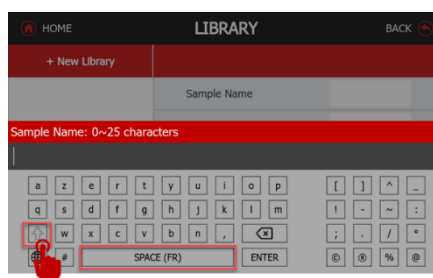 HOME LIBRARY BACK
+ New Library
Sample Name
Sample Name: 0~25 characters
a z e r t y u i o p [ ] ^ _
q s d f g h j k l m ! - ~ :
w x c v b n , ; . / °
# SPACE (FR) ENTER © ® % @